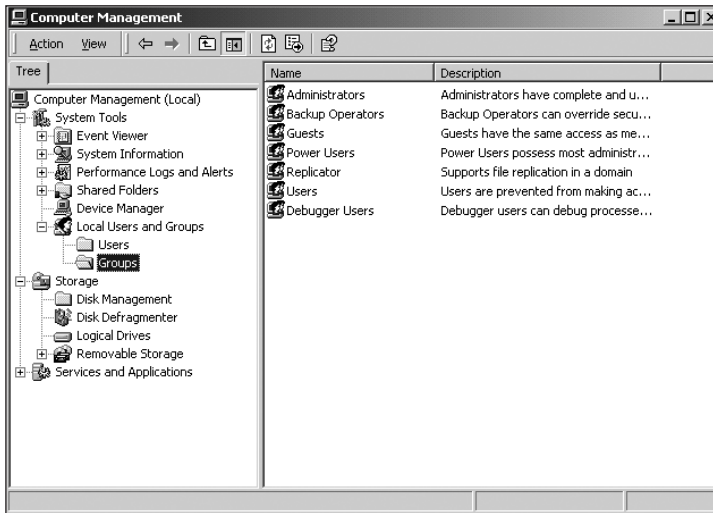 Computer Management
Action View
Tree
Computer Management (Local)
System Tools
Event Viewer
System Information
Performance Logs and Alerts
Shared Folders
Device Manager
Local Users and Groups
Users
Groups
Storage
Disk Management
Disk Defragmenter
Logical Drives
Removable Storage
Services and Applications
Name Description
Administrators Administrators have complete and u...
Backup Operators Backup Operators can override secu...
Guests Guests have the same access as me...
Power Users Power Users possess most administr...
Replicator Supports file replication in a domain
Users Users are prevented from making ac...
Debugger Users Debugger users can debug processe...